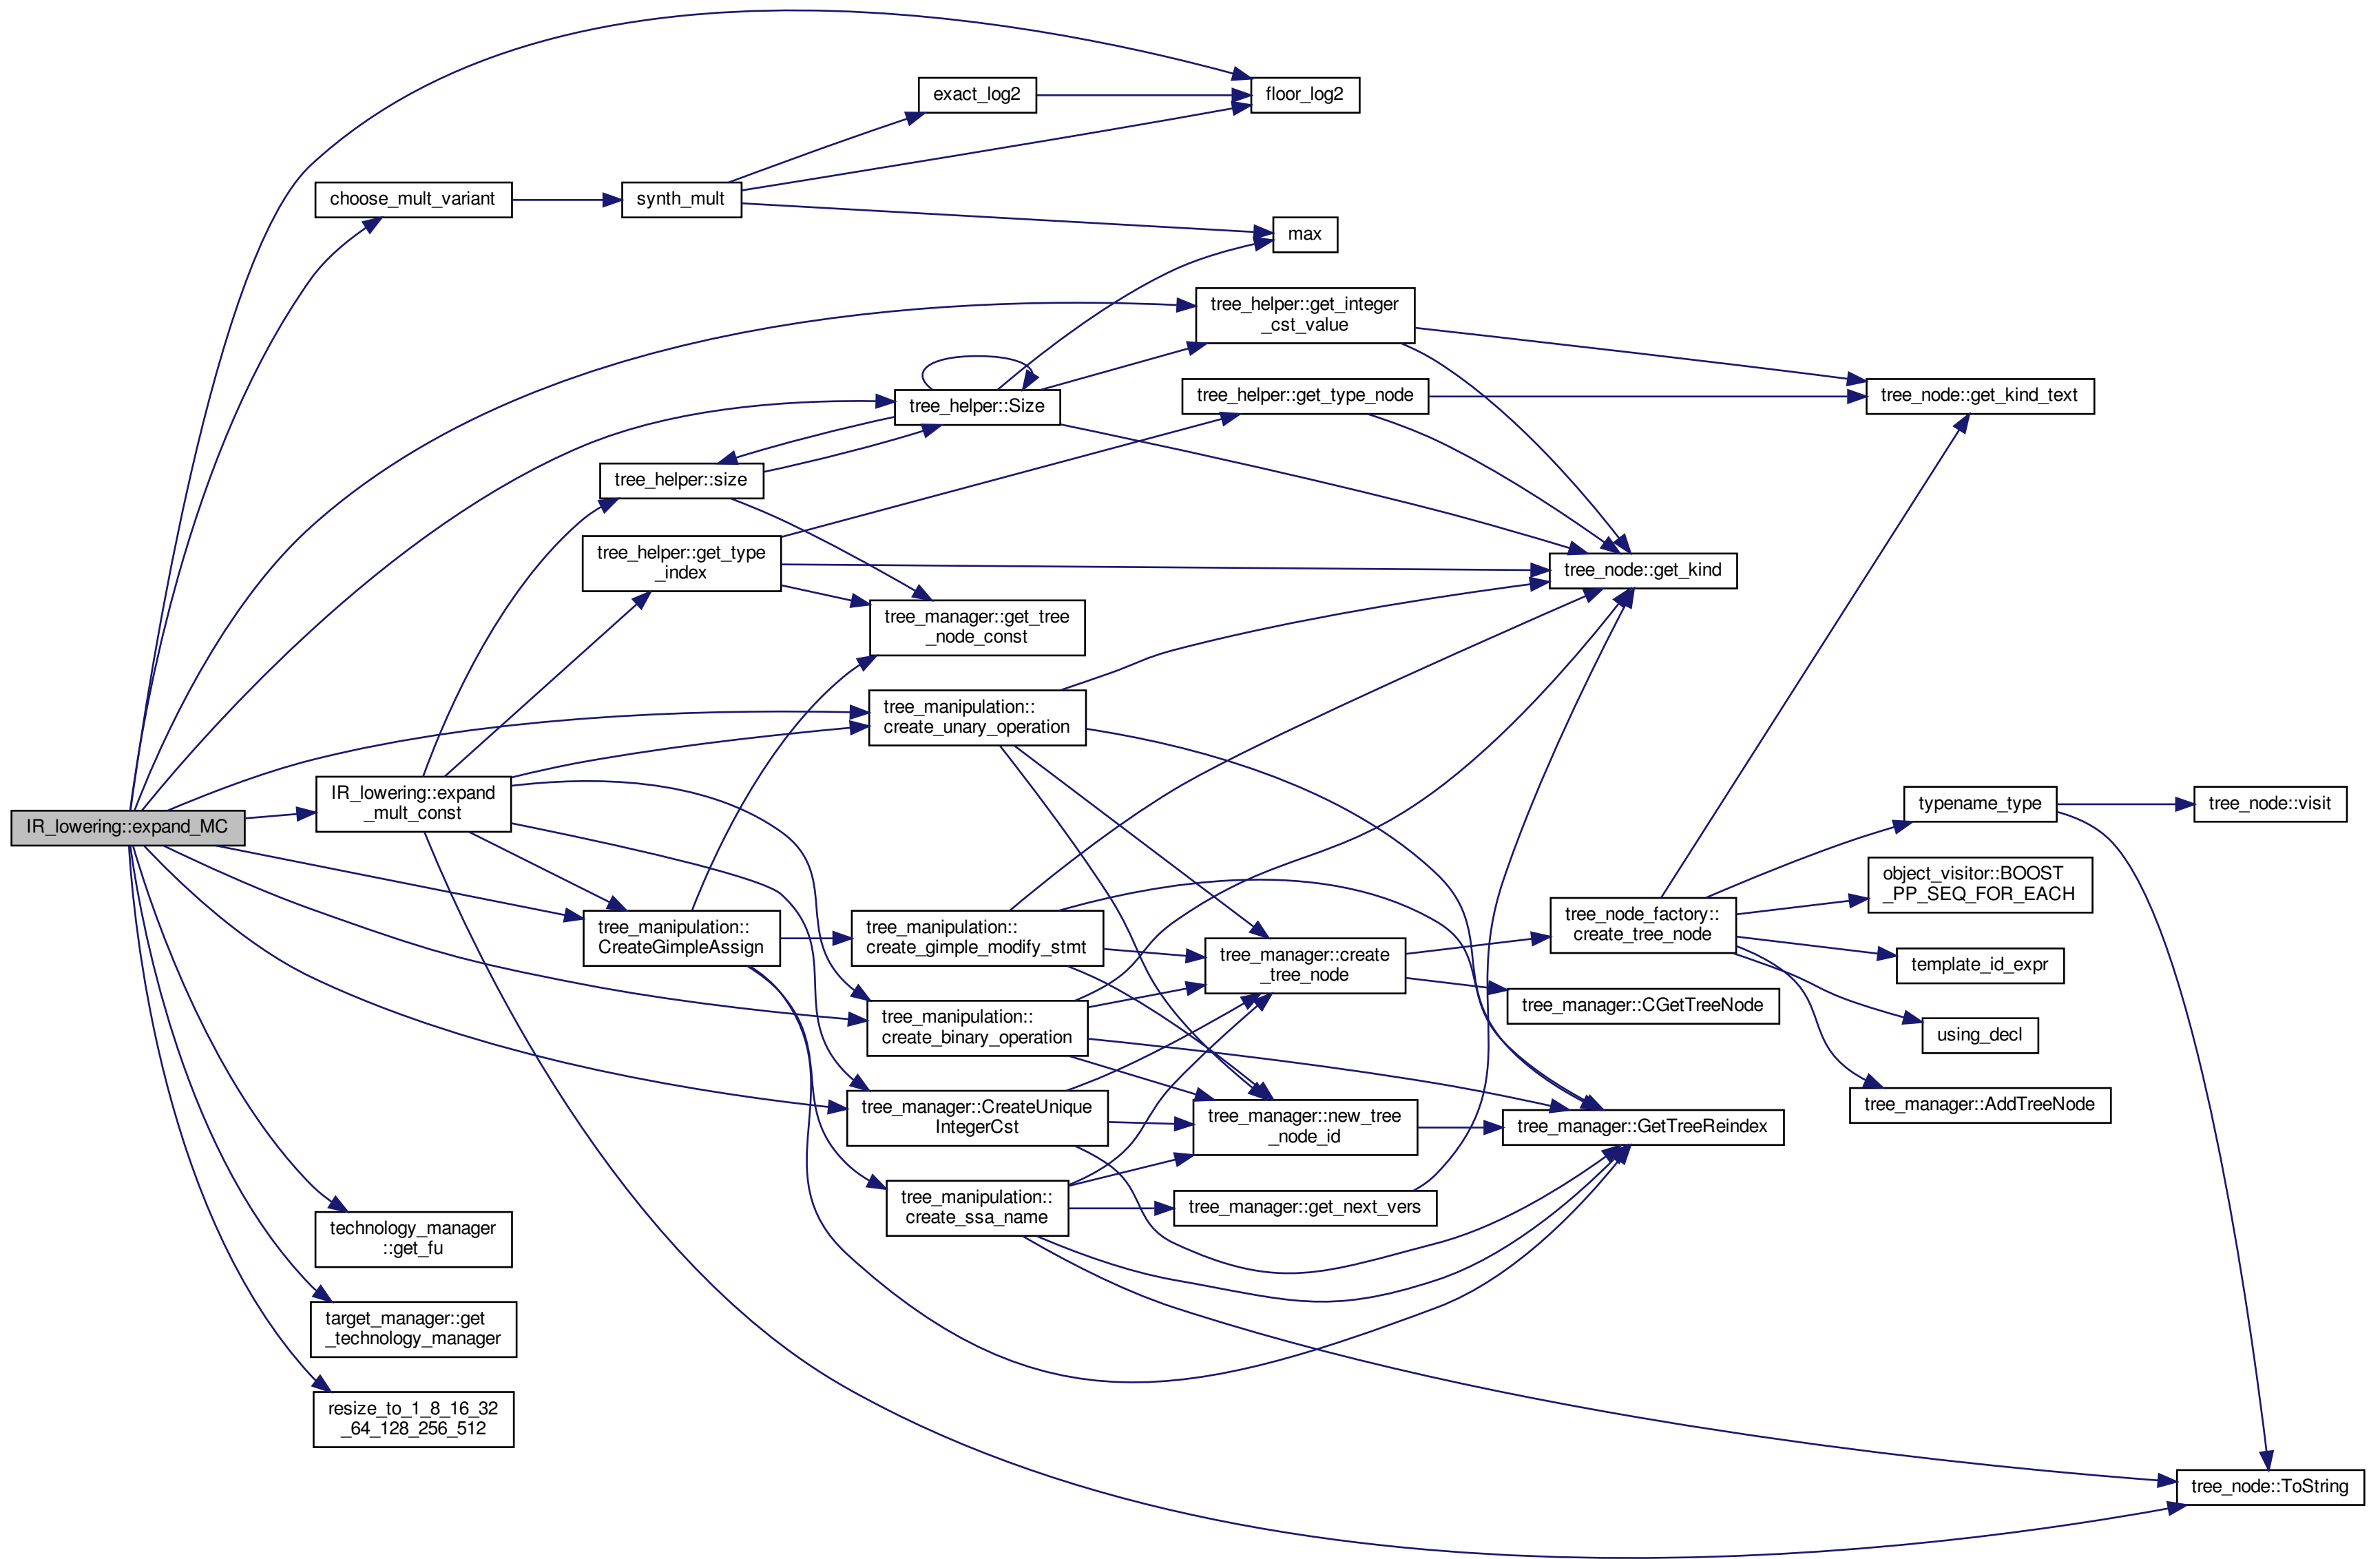 exact_log2
floor_log2
choose_mult_variant
synth_mult
max
tree_helper::get_integer
_cst_value
tree_helper::Size
tree_helper::get_type_node
tree_node::get_kind_text
tree_helper::size
tree_helper::get_type
_index
tree_node::get_kind
tree_manager::get_tree
_node_const
tree_manipulation::
create_unary_operation
IR_lowering::expand_MC
IR_lowering::expand
_mult_const
typename_type
tree_node::visit
object_visitor::BOOST
_PP_SEQ_FOR_EACH
tree_manipulation::
CreateGimpleAssign
tree_manipulation::
create_gimple_modify_stmt
tree_manager::create
_tree_node
tree_node_factory::
create_tree_node
template_id_expr
tree_manager::CGetTreeNode
tree_manipulation::
create_binary_operation
using_decl
tree_manager::CreateUnique
IntegerCst
tree_manager::new_tree
_node_id
tree_manager::GetTreeReindex
tree_manager::AddTreeNode
tree_manipulation::
create_ssa_name
tree_manager::get_next_vers
technology_manager
::get_fu
target_manager::get
_technology_manager
resize_to_1_8_16_32
_64_128_256_512
tree_node::ToString